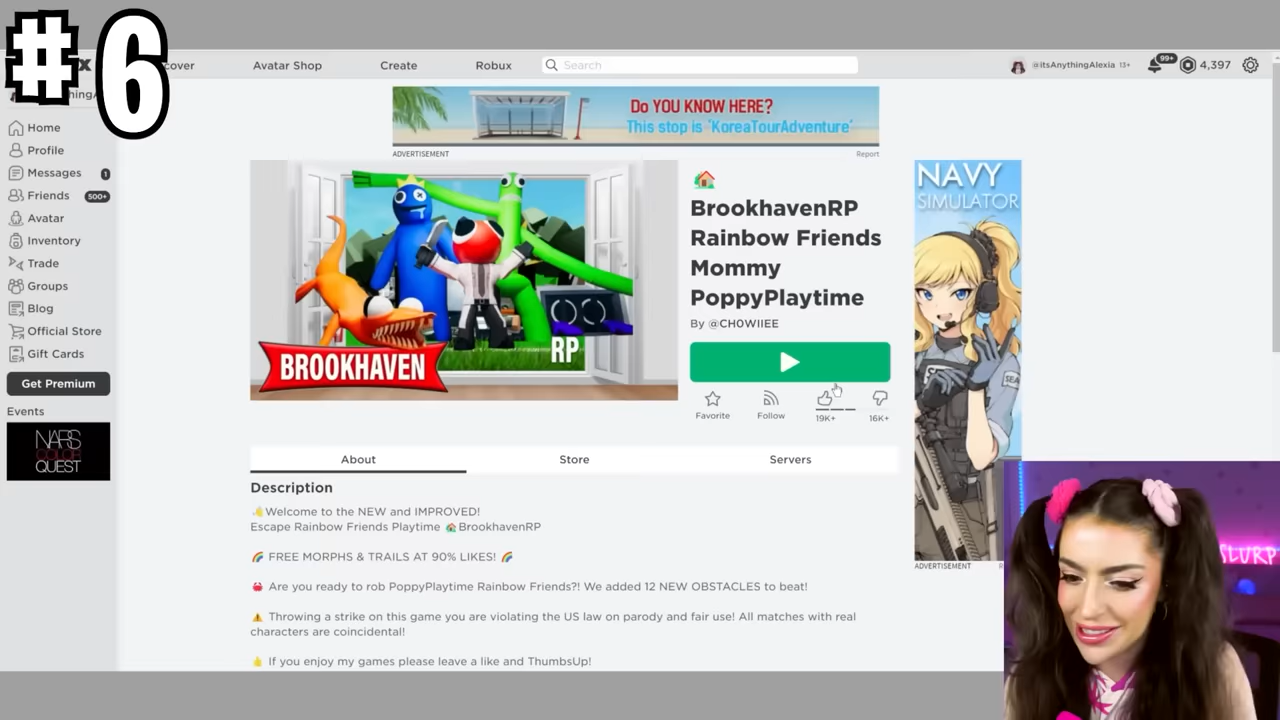 #6
cover
Avatar Shop
Create
Robux
Search
@itsAnythingAlexia 13+
99+
4,397
Home
Profile
Messages 1
Friends 500+
Avatar
Inventory
Trade
Groups
Blog
Official Store
Gift Cards
Get Premium
Events
NARS
COLOR
QUEST
Do YOU KNOW HERE?
This stop is 'KoreaTourAdventure'
ADVERTISEMENT
Report
BROOKHAVEN
RP
BrookhavenRP
Rainbow Friends
Mommy
PoppyPlaytime
By @CH0WIIEE
Favorite
Follow
19K+
16K+
NAVY
SIMULATOR
SEA
ADVERTISEMENT
About
Store
Servers
Description
👋Welcome to the NEW and IMPROVED!
Escape Rainbow Friends Playtime 🏠BrookhavenRP
🌈 FREE MORPHS & TRAILS AT 90% LIKES! 🌈
Are you ready to rob PoppyPlaytime Rainbow Friends?! We added 12 NEW OBSTACLES to beat!
⚠️ Throwing a strike on this game you are violating the US law on parody and fair use! All matches with real
characters are coincidental!
👍 If you enjoy my games please leave a like and ThumbsUp!
SLURP